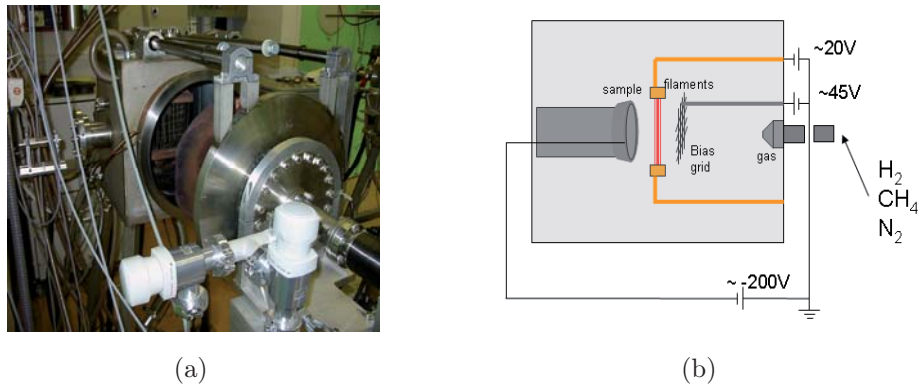 ~20V
sample
filaments
~45V
Bias
grid
gas
H₂
CH₄
N₂
~ -200V
(a)
(b)